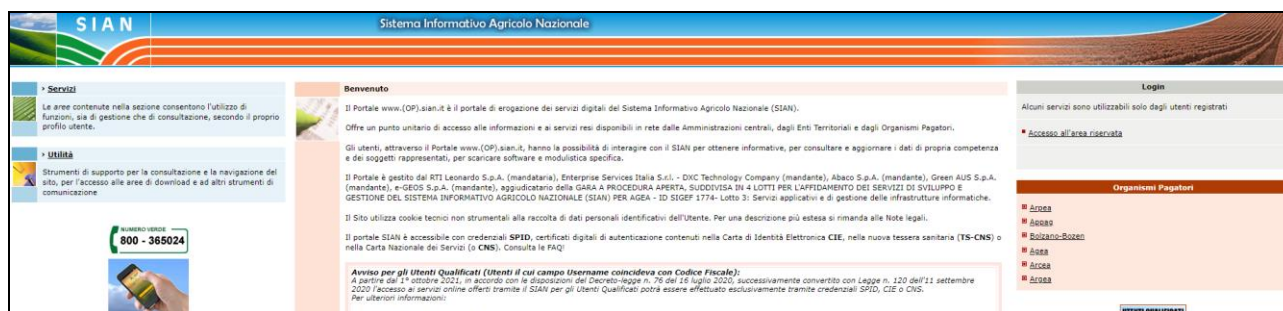 SIAN
Sistema Informativo Agricolo Nazionale
› Servizi
Le aree contenute nella sezione consentono l'utilizzo di
funzioni, sia di gestione che di consultazione, secondo il proprio
profilo utente.
› Utilità
Strumenti di supporto per la consultazione e la navigazione del
sito, per l'accesso alle aree di download e ad altri strumenti di
comunicazione
NUMERO VERDE
800 - 365024
Benvenuto
Il Portale www.(OP).sian.it è il portale di erogazione dei servizi digitali del Sistema Informativo Agricolo Nazionale (SIAN).
Offre un punto unitario di accesso alle informazioni e ai servizi resi disponibili in rete dalle Amministrazioni centrali, dagli Enti Territoriali e dagli Organismi Pagatori.
Gli utenti, attraverso il Portale www.(OP).sian.it, hanno la possibilità di interagire con il SIAN per ottenere informative, per consultare e aggiornare i dati di propria competenza
e dei soggetti rappresentati, per scaricare software e modulistica specifica.
Il Portale è gestito dal RTI Leonardo S.p.A. (mandataria), Enterprise Services Italia S.r.l. - DXC Technology Company (mandante), Abaco S.p.A. (mandante), Green AUS S.p.A.
(mandante), e-GEOS S.p.A. (mandante), aggiudicatario della GARA A PROCEDURA APERTA, SUDDIVISA IN 4 LOTTI PER L'AFFIDAMENTO DEI SERVIZI DI SVILUPPO E
GESTIONE DEL SISTEMA INFORMATIVO AGRICOLO NAZIONALE (SIAN) PER AGEA - ID SIGEF 1774- Lotto 3: Servizi applicativi e di gestione delle infrastrutture informatiche.
Il Sito utilizza cookie tecnici non strumentali alla raccolta di dati personali identificativi dell'Utente. Per una descrizione più estesa si rimanda alle Note legali.
Il portale SIAN è accessibile con credenziali SPID, certificati digitali di autenticazione contenuti nella Carta di Identità Elettronica CIE, nella nuova tessera sanitaria (TS-CNS) o
nella Carta Nazionale dei Servizi (o CNS). Consulta le FAQ!
Avviso per gli Utenti Qualificati (Utenti il cui campo Username coincideva con Codice Fiscale):
A partire dal 1° ottobre 2021, in accordo con le disposizioni del Decreto-legge n. 76 del 16 luglio 2020, successivamente convertito con Legge n. 120 dell'11 settembre
2020 l'accesso ai servizi online offerti tramite il SIAN per gli Utenti Qualificati potrà essere effettuato esclusivamente tramite credenziali SPID, CIE o CNS.
Per ulteriori informazioni:
Login
Alcuni servizi sono utilizzabili solo dagli utenti registrati
Accesso all'area riservata
Organismi Pagatori
Arpea
Appag
Bolzano-Bozen
Agea
Arcea
Argea
UTENTI QUALIFICATI